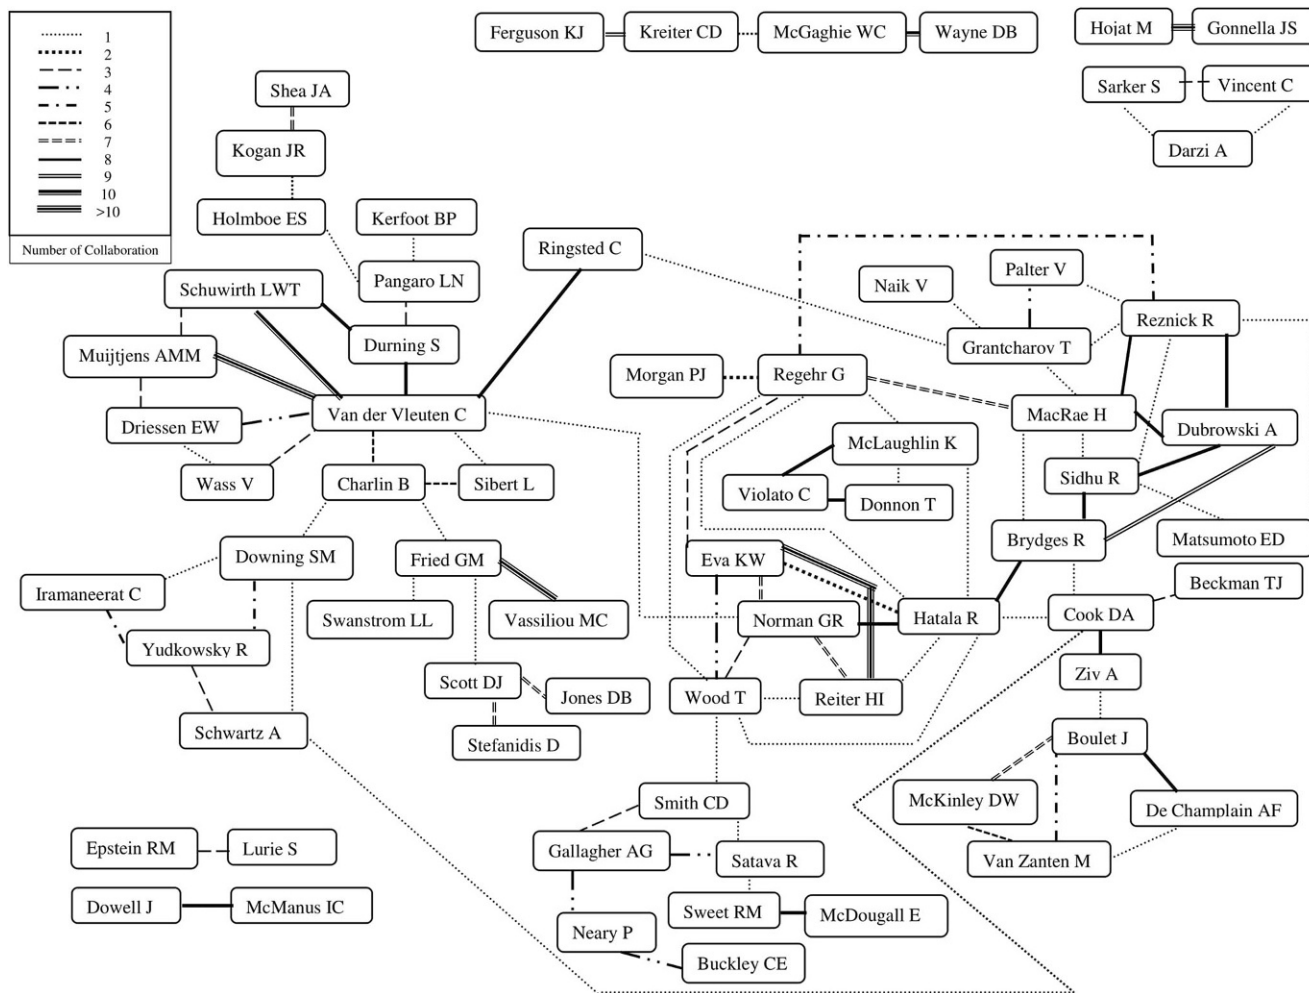 1
2
3
4
5
6
7
8
9
10
>10
Number of Collaboration
Ferguson KJ
Kreiter CD
McGaghie WC
Wayne DB
Hojat M
Gonnella JS
Shea JA
Sarker S
Vincent C
Kogan JR
Darzi A
Holmboe ES
Kerfoot BP
Ringsted C
Palter V
Pangaro LN
Naik V
Schuwirth LWT
Reznick R
Durning S
Grantcharov T
Muijtjens AMM
Morgan PJ
Regehr G
Van der Vleuten C
MacRae H
Driessen EW
Dubrowski A
McLaughlin K
Wass V
Charlin B
Sibert L
Violato C
Donnon T
Sidhu R
Downing SM
Fried GM
Eva KW
Brydges R
Matsumoto ED
Iramaneerat C
Beckman TJ
Swanstrom LL
Vassiliou MC
Norman GR
Hatala R
Cook DA
Yudkowsky R
Scott DJ
Jones DB
Wood T
Reiter HI
Ziv A
Schwartz A
Stefanidis D
Boulet J
Smith CD
McKinley DW
De Champlain AF
Epstein RM
Lurie S
Gallagher AG
Satava R
Van Zanten M
Dowell J
McManus IC
Sweet RM
McDougall E
Neary P
Buckley CE